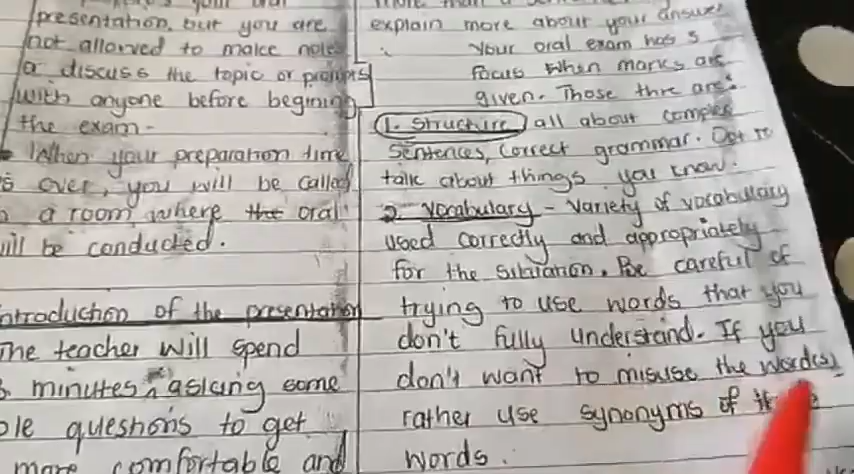 presentation, but you are
not allowed to make notes
or discuss the topic or prompts
with anyone before begining
the exam.
When your preparation time
is over, you will be called
a room, where the oral
will be conducted.
introduction of the presentation
The teacher will spend
3 minutes, asking some
questions to get
more comfortable and
explain more about your answer
Your oral exam has 3
focus when marks are
given. Those thre are:
1. Structure all about complex
sentences, correct grammar. Opt to
talk about things you know.
2 Vocabulary - Variety of vocabulary
used correctly and appropriately
for the situation. Be careful of
trying to use words that you
don't fully understand. If you
don't want to misuse the word(s)
rather use synonyms of
words.